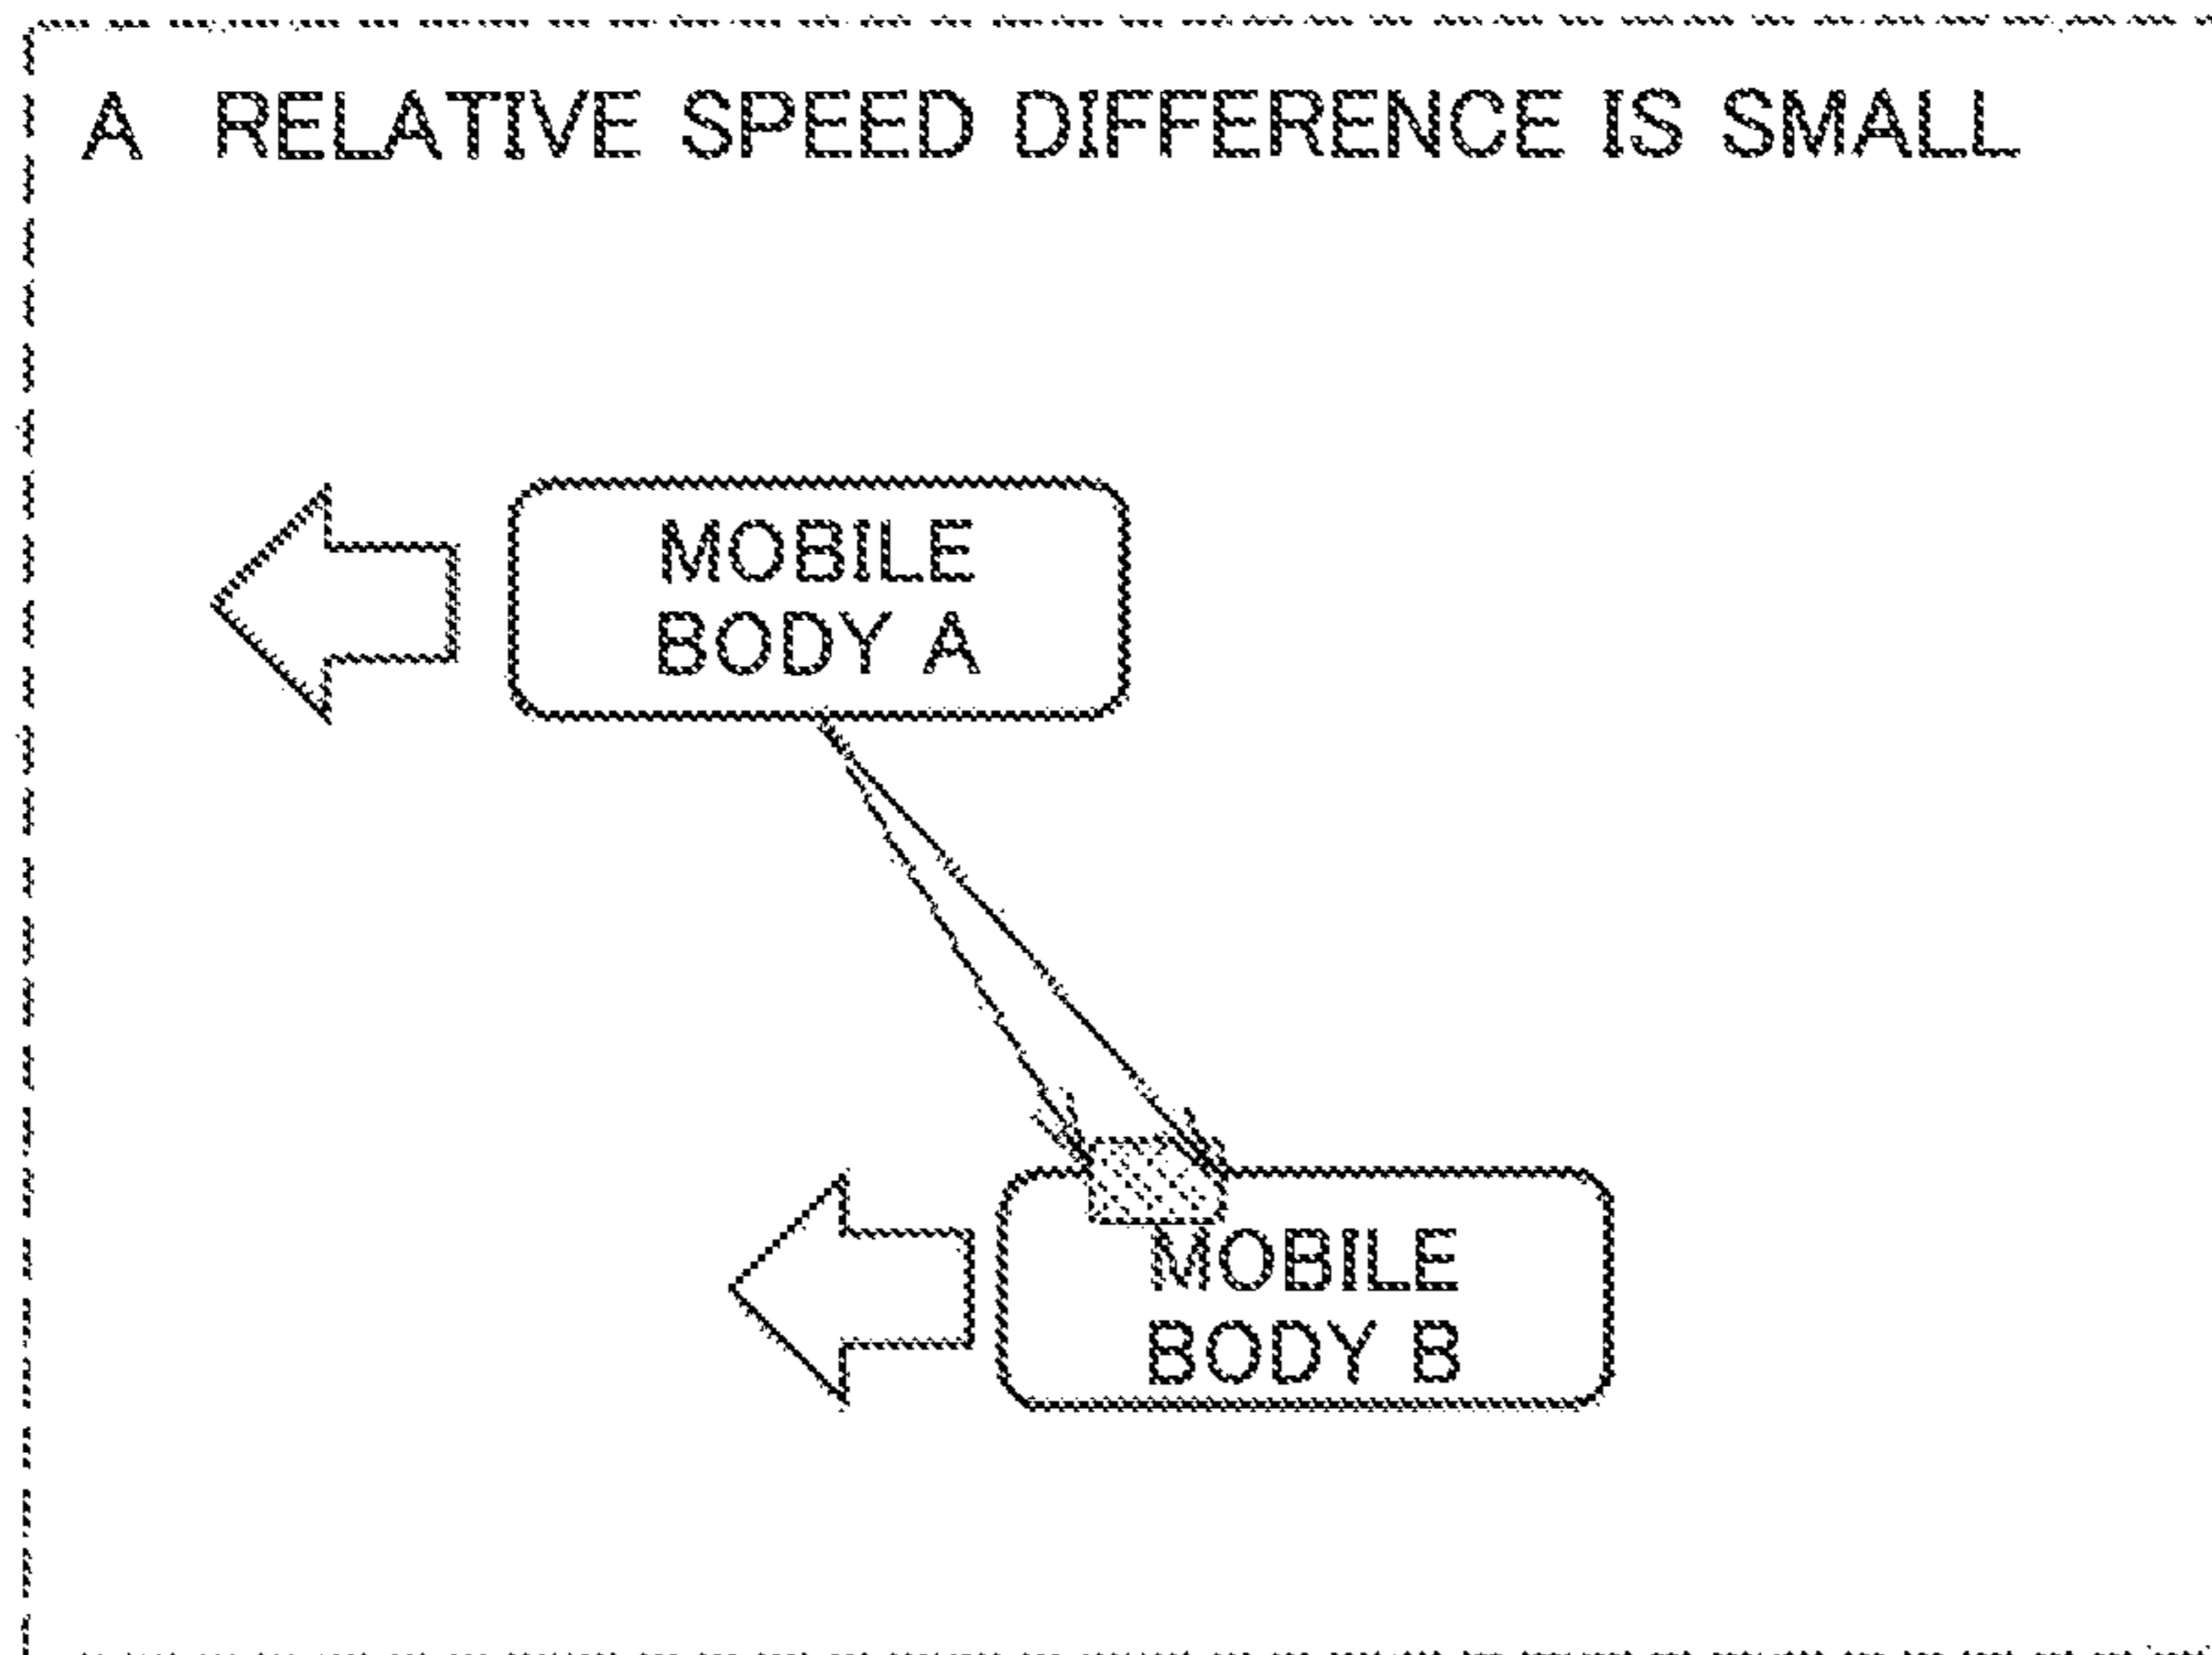 A RELATIVE SPEED DIFFERENCE IS SMALL
MOBILE
BODY A
MOBILE
BODY B